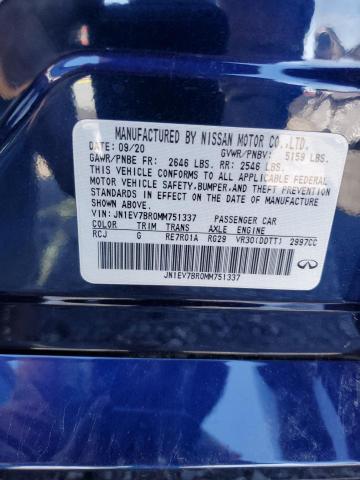 MANUFACTURED BY NISSAN MOTOR CO.,LTD.
DATE: 09/20 GVWR/PNBV: 5159 LBS.
GAWR/PNBE FR: 2646 LBS. RR: 2546 LBS.
THIS VEHICLE CONFORMS TO ALL APPLICABLE FEDERAL
MOTOR VEHICLE SAFETY,BUMPER,AND THEFT PREVENTION
STANDARDS IN EFFECT ON THE DATE OF MANUFACTURE
SHOWN ABOVE.
VIN: JN1EV7BR0MM751337 PASSENGER CAR
COLOR TRIM TRANS AXLE ENGINE
RCJ G RE7R01A RG29 VR30(DDTT) 2997CC
JN1EV7BR0MM751337
INFINITI